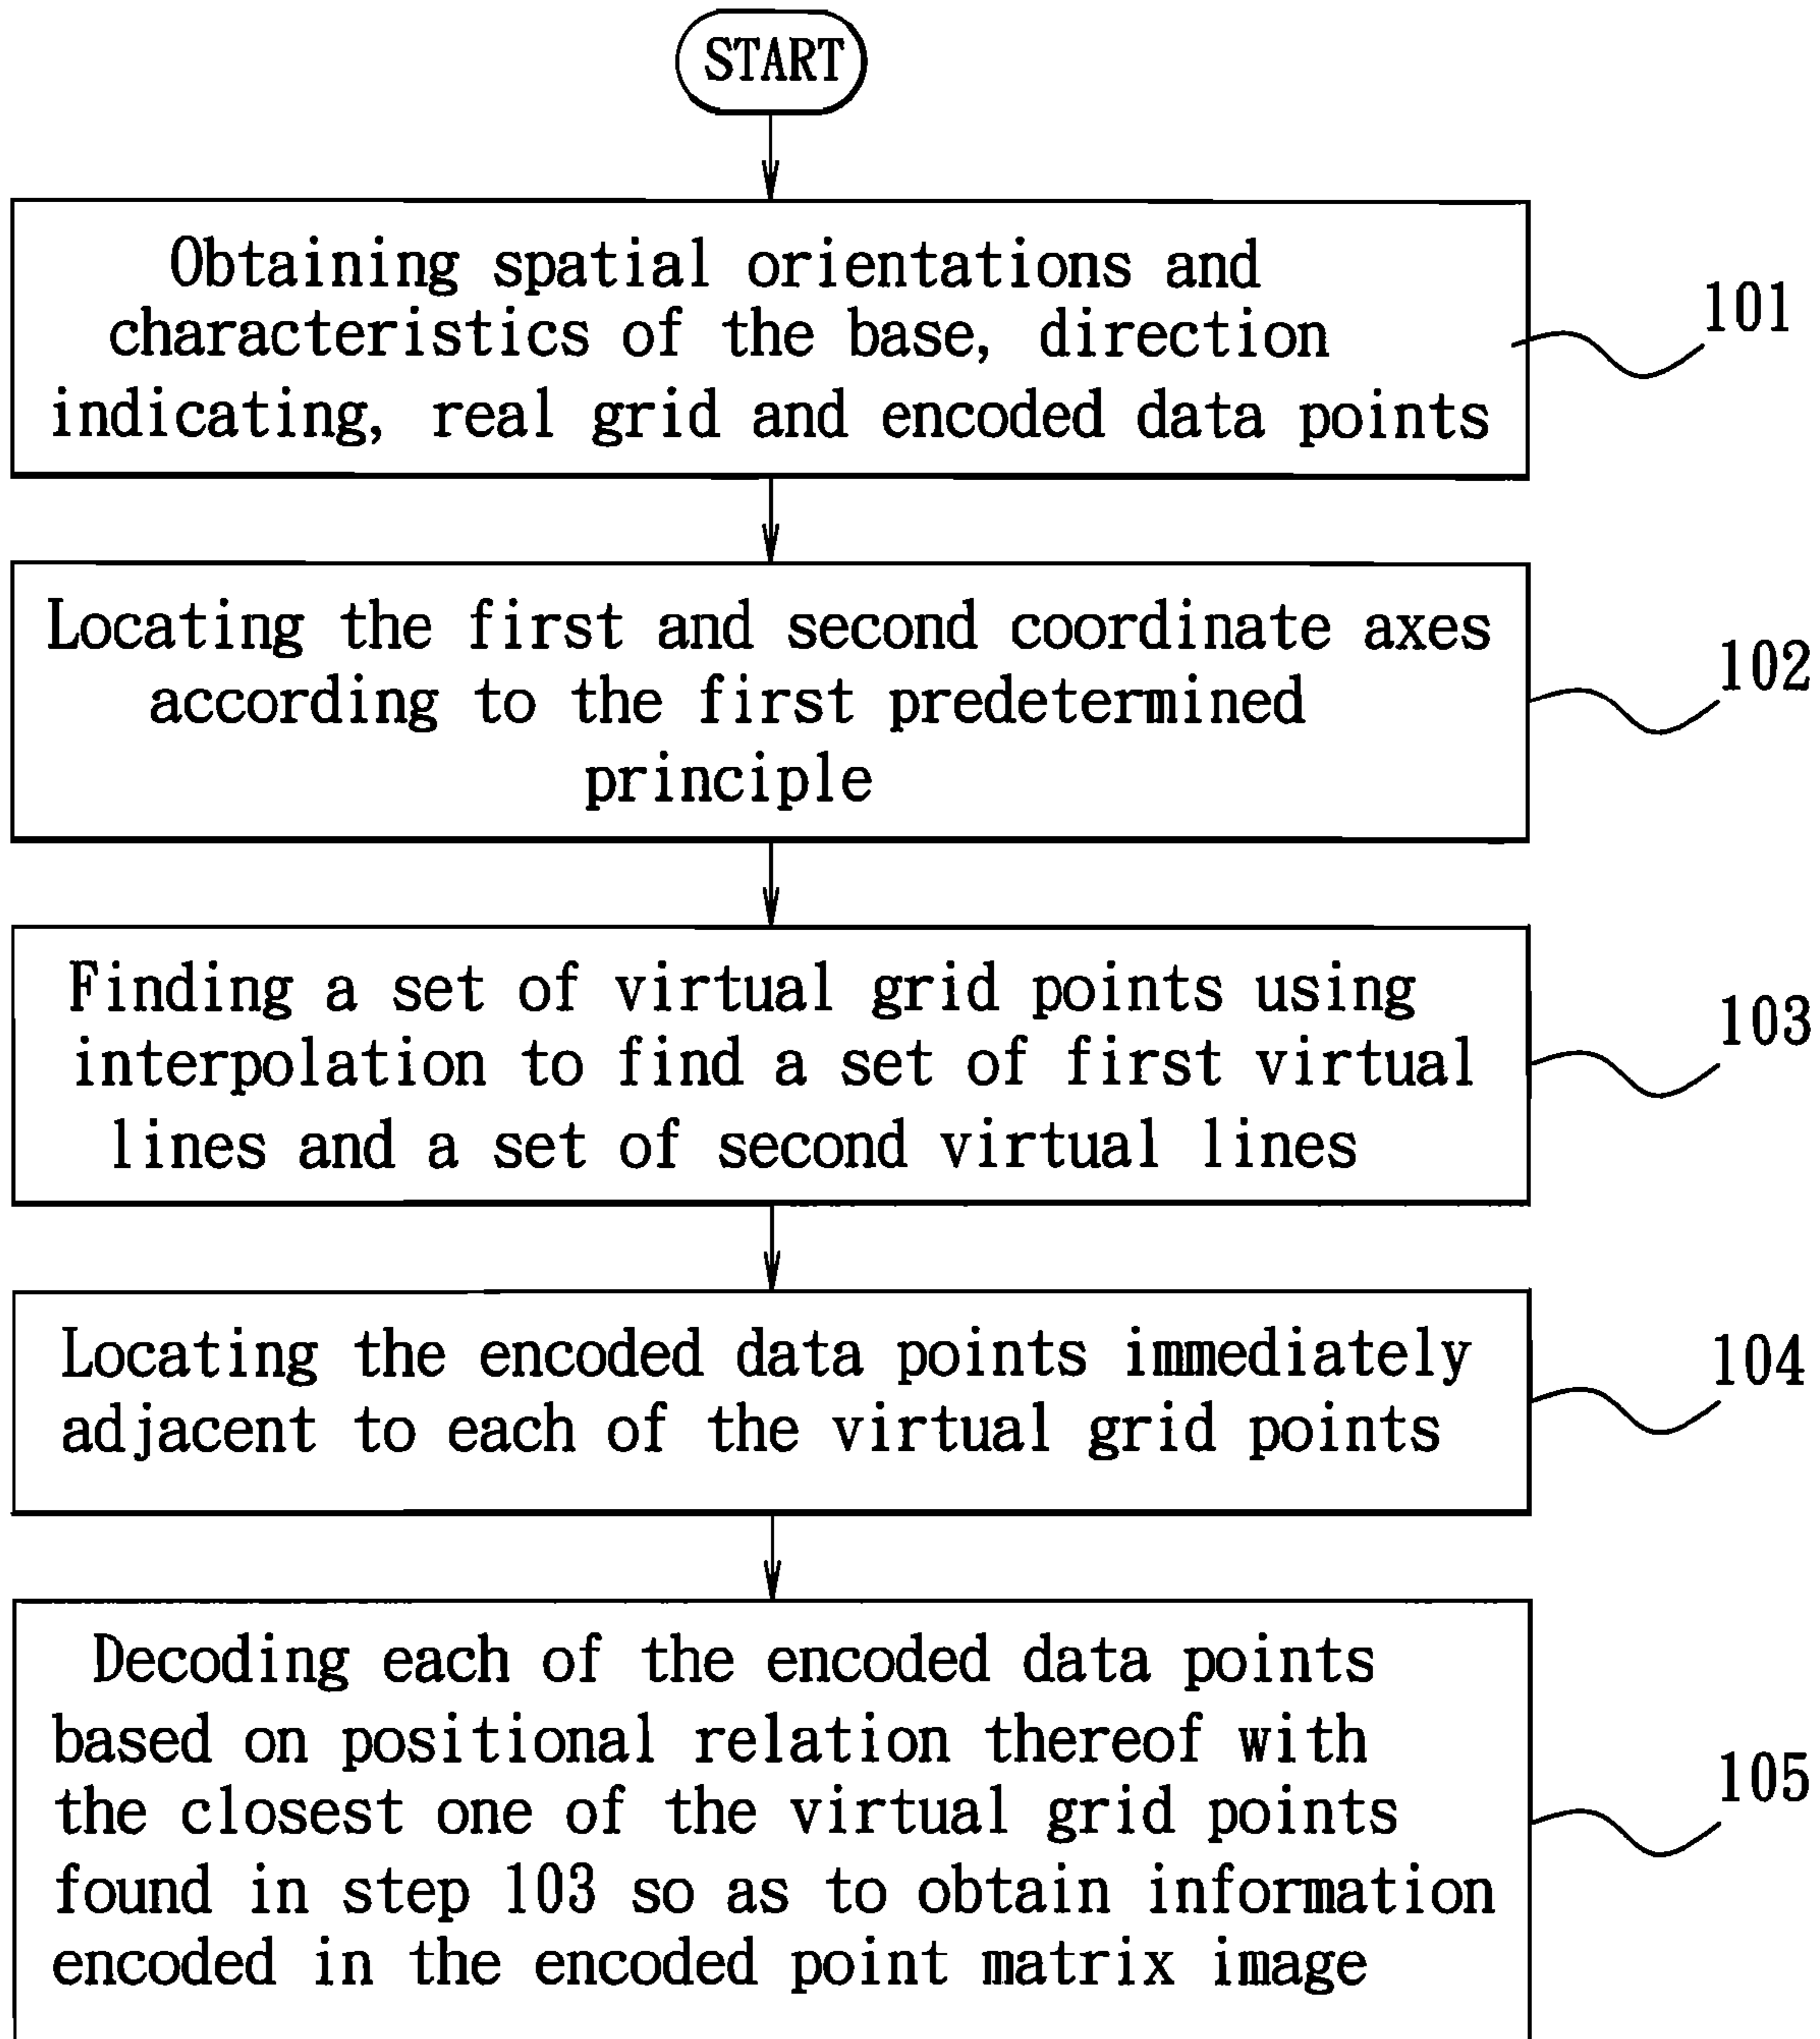 START
Obtaining spatial orientations and
characteristics of the base, direction
indicating, real grid and encoded data points
101
Locating the first and second coordinate axes
according to the first predetermined
principle
102
Finding a set of virtual grid points using
interpolation to find a set of first virtual
lines and a set of second virtual lines
103
Locating the encoded data points immediately
adjacent to each of the virtual grid points
104
Decoding each of the encoded data points
based on positional relation thereof with
the closest one of the virtual grid points
found in step 103 so as to obtain information
encoded in the encoded point matrix image
105